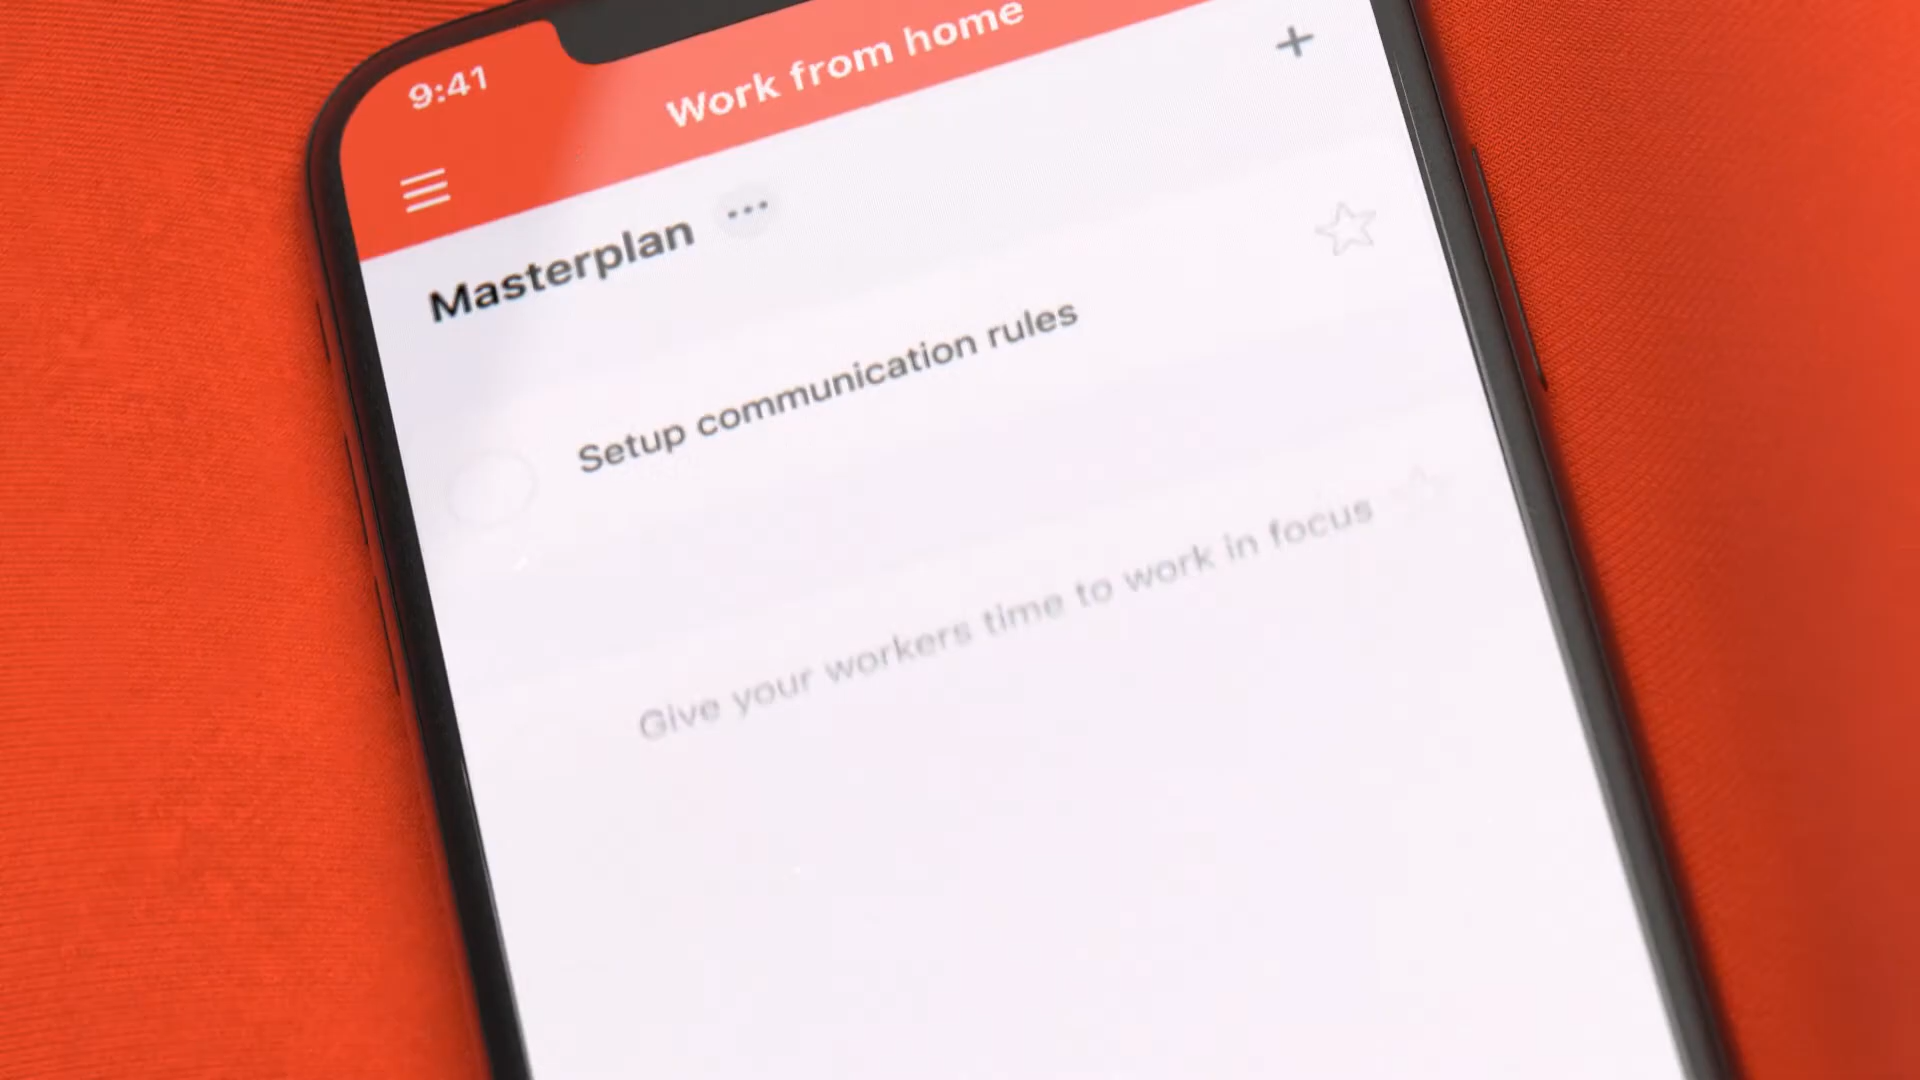 9:41
Work from home
Masterplan
Setup communication rules
Give your workers time to work in focus